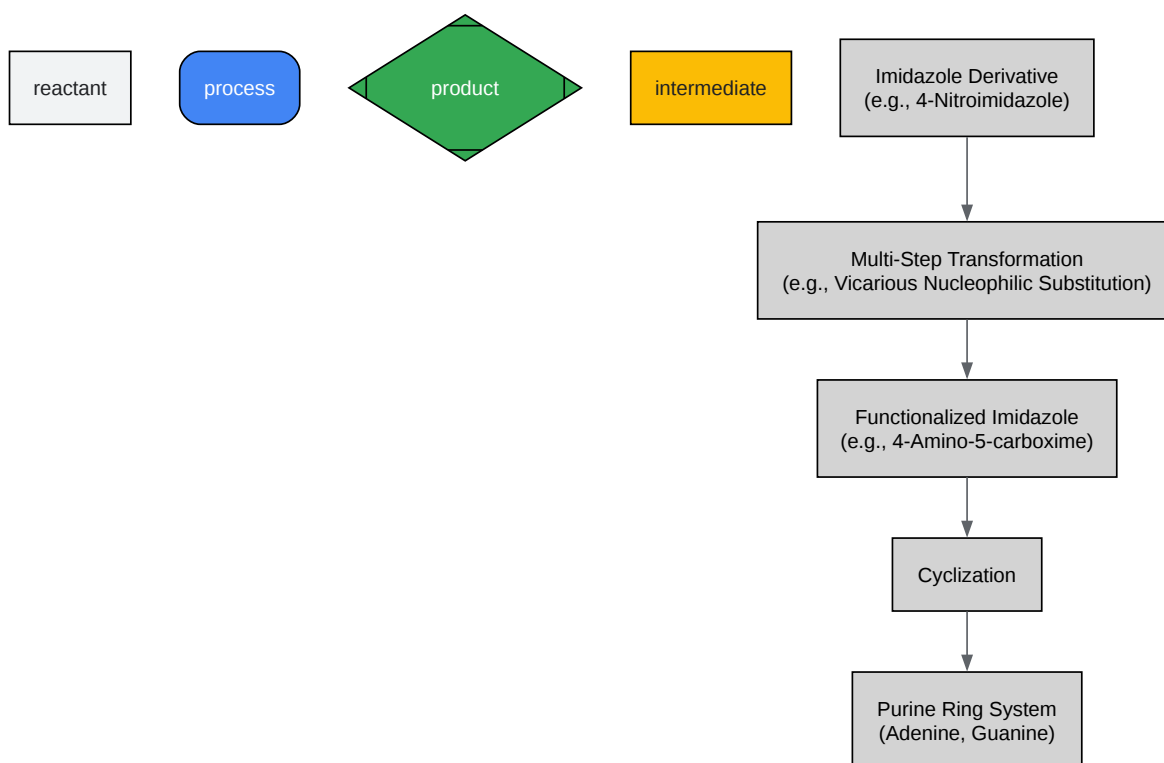 reactant
process
product
intermediate
Imidazole Derivative
(e.g., 4-Nitroimidazole)
Multi-Step Transformation
(e.g., Vicarious Nucleophilic Substitution)
Functionalized Imidazole
(e.g., 4-Amino-5-carboxime)
Cyclization
Purine Ring System
(Adenine, Guanine)